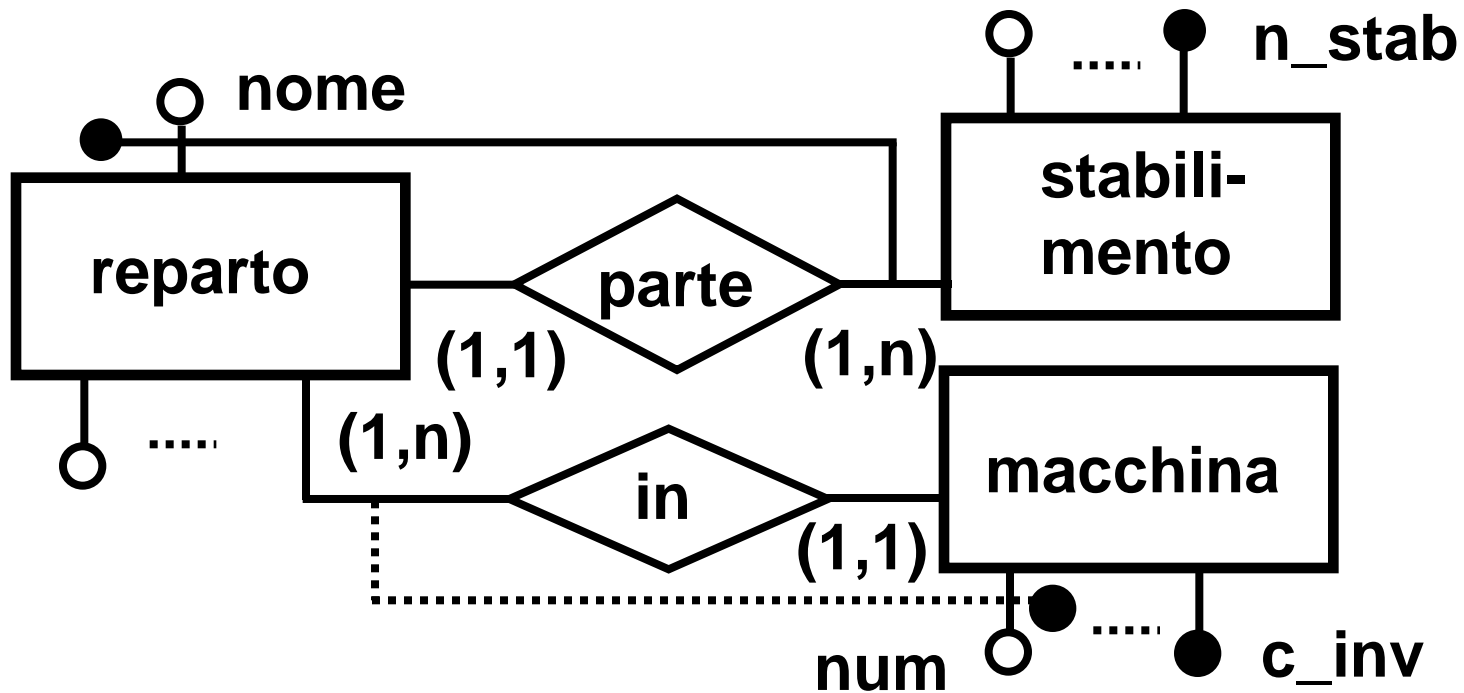 n_stab
nome
stabili-
mento
reparto
parte
(1,1)
(1,n)
(1,n)
macchina
in
(1,1)
num
c_inv